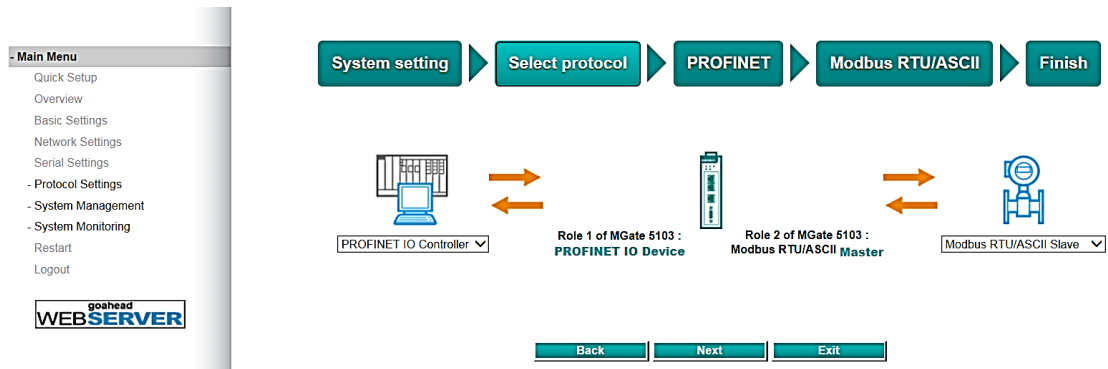 - Main Menu
Quick Setup
Overview
Basic Settings
Network Settings
Serial Settings
- Protocol Settings
- System Management
- System Monitoring
Restart
Logout
goahead
WEBSERVER
System setting
Select protocol
PROFINET
Modbus RTU/ASCII
Finish
PROFINET IO Controller
Role 1 of MGate 5103 :
PROFINET IO Device
Role 2 of MGate 5103 :
Modbus RTU/ASCII Master
Modbus RTU/ASCII Slave
Back
Next
Exit